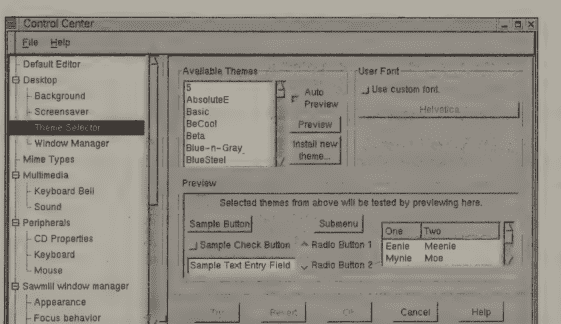 Control Center
File Help
Default Editor
Desktop
Background
Screensaver
Theme Selector
Window Manager
Mime Types
Multimedia
Keyboard Bell
Sound
Peripherals
CD Properties
Keyboard
Mouse
Sawmill window manager
Appearance
Focus behavior
Available Themes
5
AbsoluteE
Basic
BeCool
Beta
Blue-n-Gray
BlueSteel
Auto
Preview
Preview
Install new
theme...
User Font
Use custom font.
Helvetica
Preview
Selected themes from above will be tested by previewing here.
Sample Button
Submenu
Sample Check Button
Radio Button 1
Sample Text Entry Field
Radio Button 2
One Two
Eenie Meenie
Mynie Moe
Try
Revert
OK
Cancel
Help